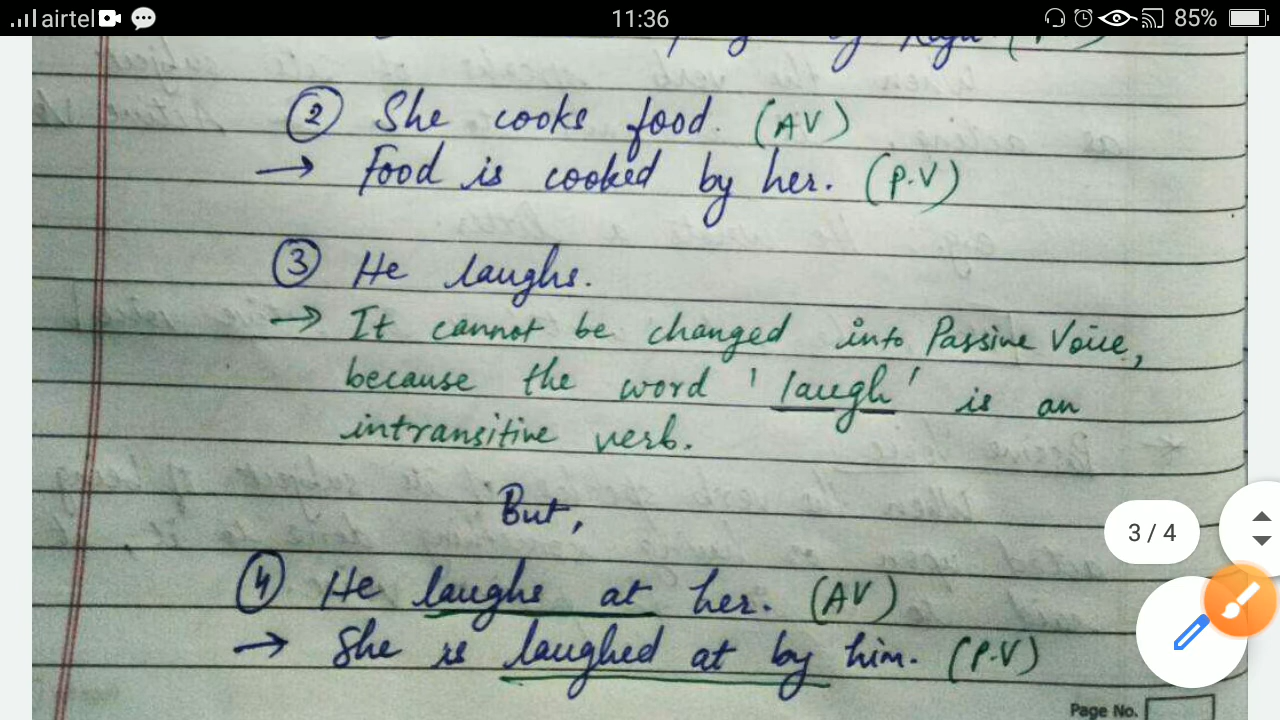 airtel 11:36 85%
② She cooks food. (AV)
→ Food is cooked by her. (P.V)
③ He laughs.
→ It cannot be changed into Passive Voice,
because the word 'laugh' is an
intransitive verb.
But,
3 / 4
④ He laughs at her. (AV)
→ She is laughed at by him. (P.V)
Page No.